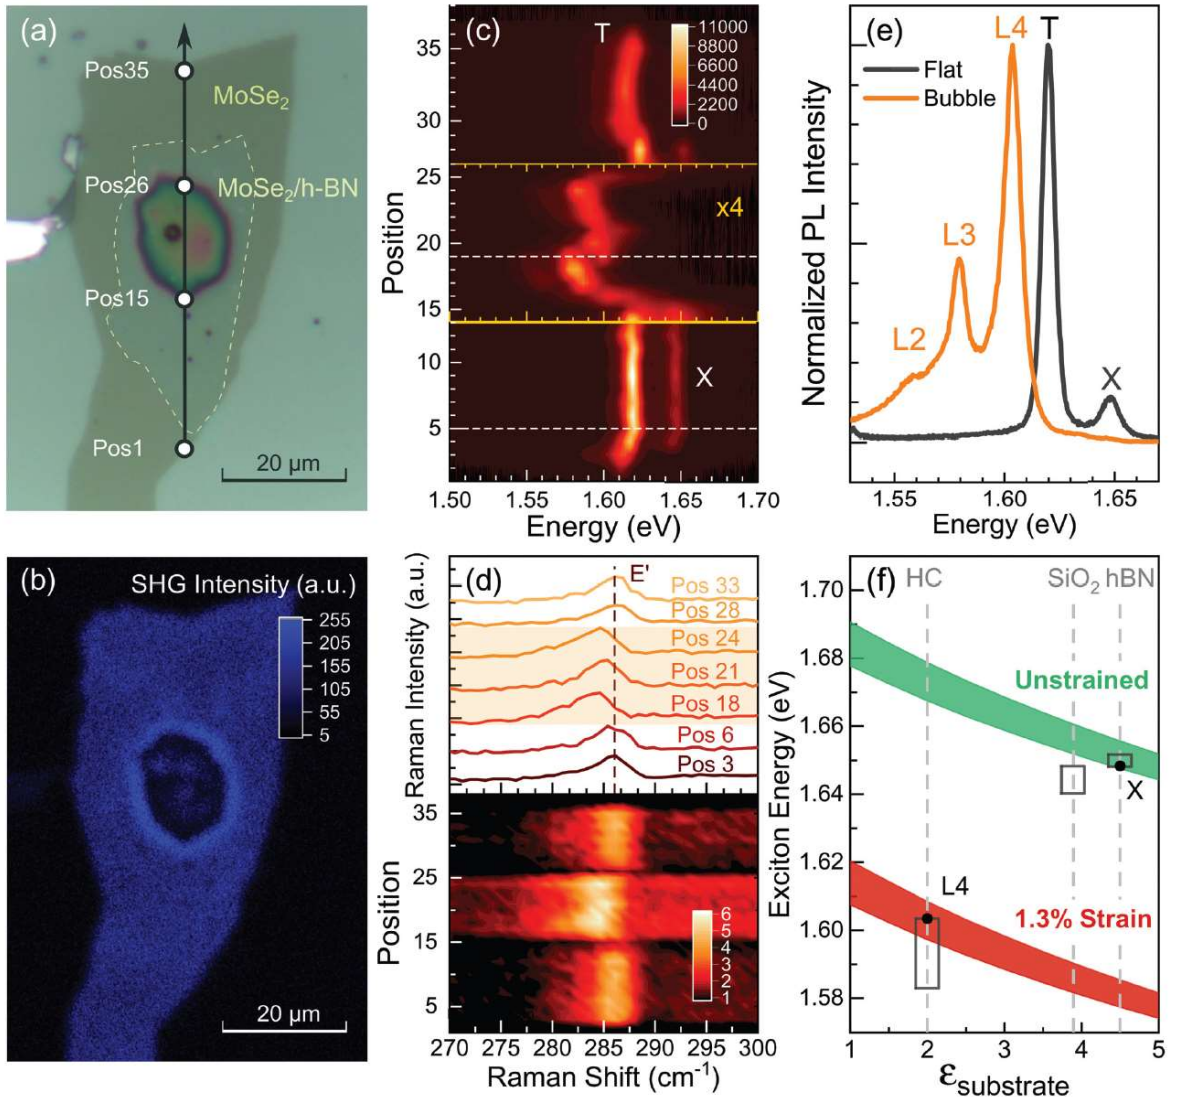 (a)
Pos35
MoSe2
Pos26
MoSe2/h-BN
Pos15
Pos1
20 μm
(b)
SHG Intensity (a.u.)
255
205
155
105
55
5
20 μm
(c)
T
11000
8800
6600
4400
2200
0
x4
X
Position
35
30
25
20
15
10
5
1.50 1.55 1.60 1.65 1.70
Energy (eV)
(d)
E'
Pos 33
Pos 28
Pos 24
Pos 21
Pos 18
Pos 6
Pos 3
Raman Intensity (a.u.)
Position
35
25
15
5
6
5
4
3
2
1
270 275 280 285 290 295 300
Raman Shift (cm-1)
(e)
L4 T
Flat
Bubble
L3
L2
X
Normalized PL Intensity
1.55 1.60 1.65
Energy (eV)
(f)
HC SiO2 hBN
Unstrained
X
L4
1.3% Strain
Exciton Energy (eV)
1.70
1.68
1.66
1.64
1.62
1.60
1.58
1 2 3 4 5
εsubstrate